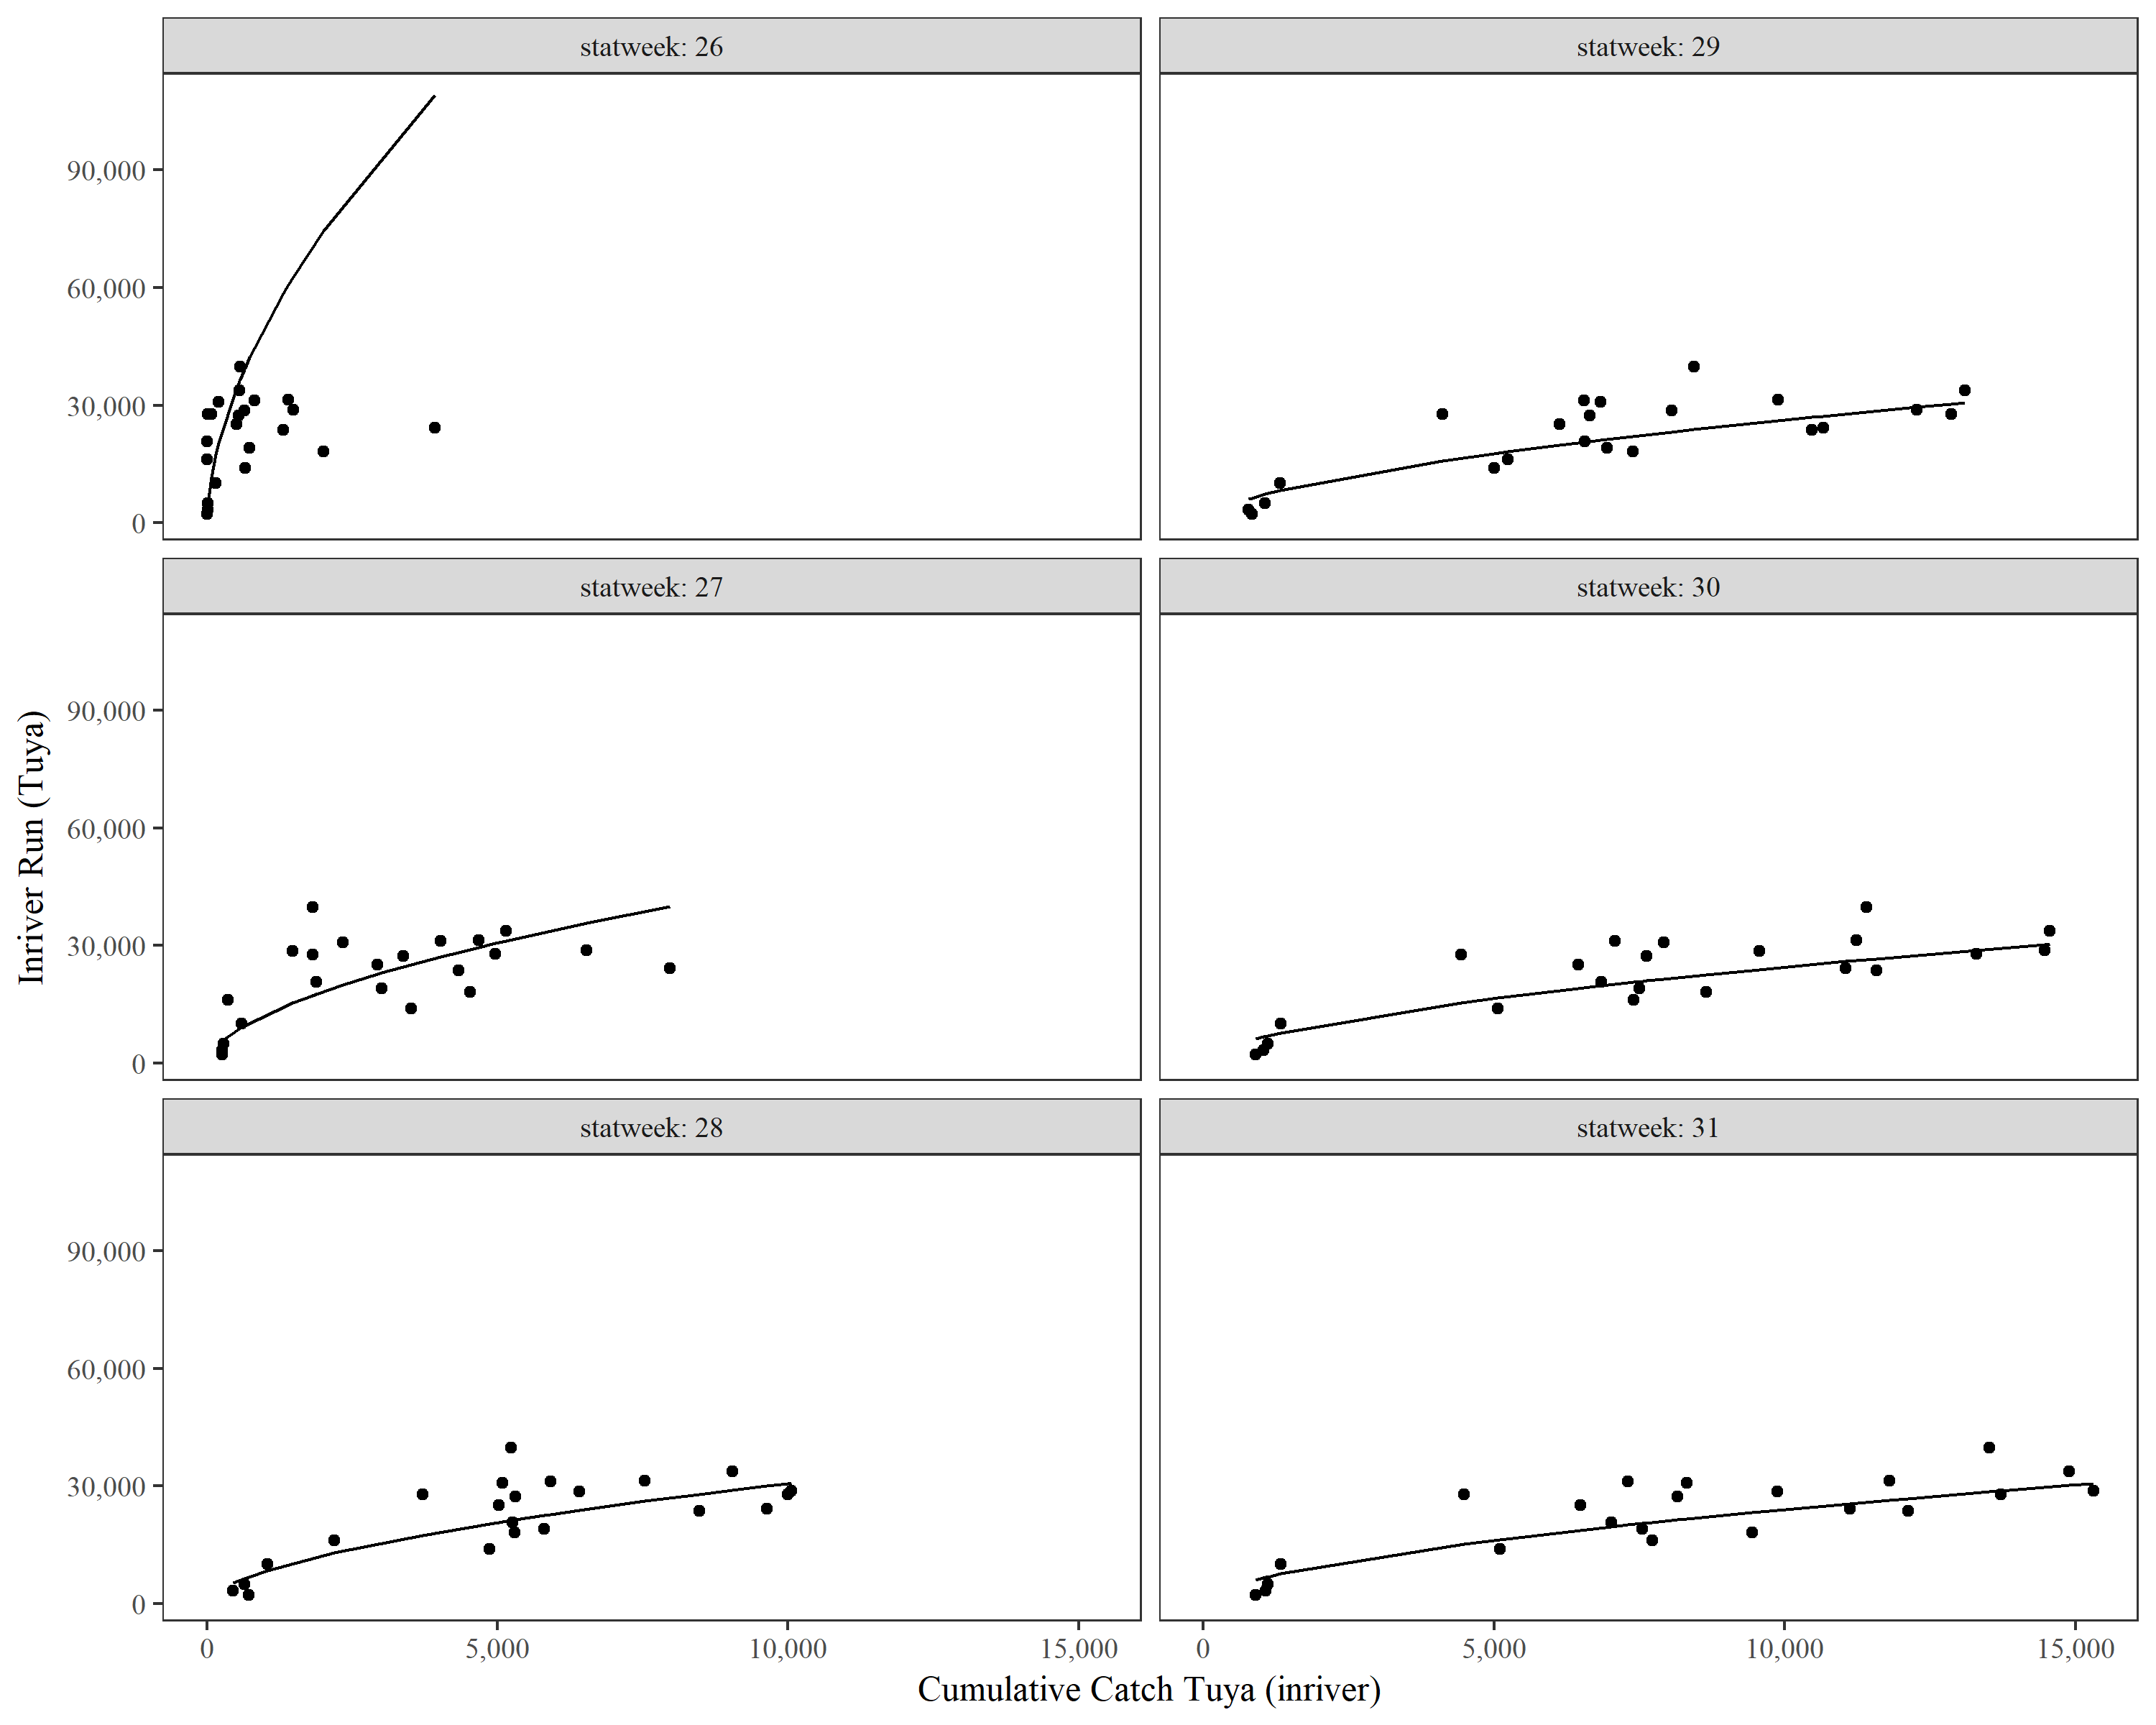 statweek: 26
statweek: 29
90,000
60,000
30,000
0
statweek: 27
statweek: 30
90,000
60,000
30,000
0
statweek: 28
statweek: 31
90,000
60,000
30,000
0
Inriver Run (Tuya)
0 5,000 10,000 15,000
0 5,000 10,000 15,000
Cumulative Catch Tuya (inriver)